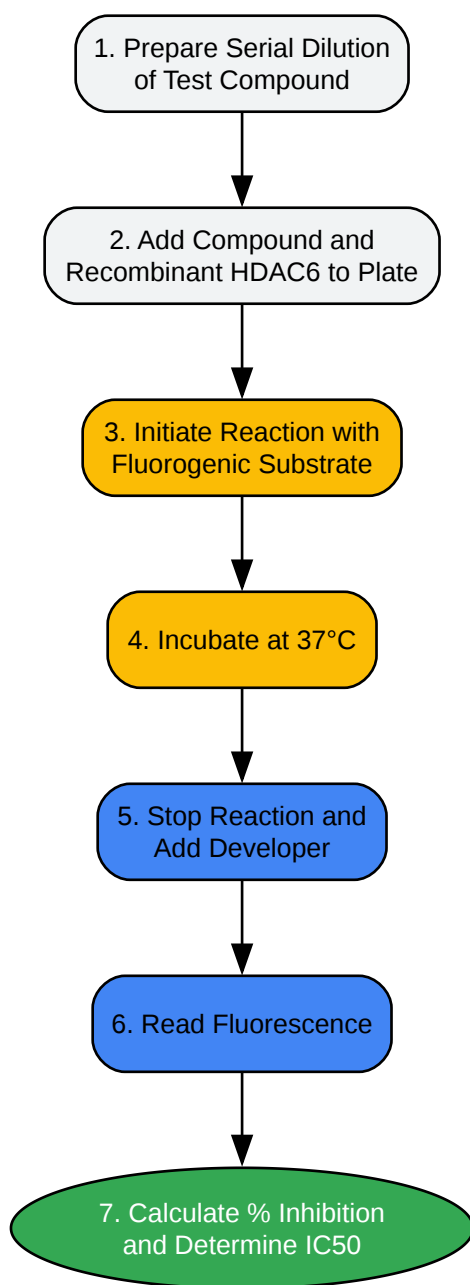 1. Prepare Serial Dilution
of Test Compound
2. Add Compound and
Recombinant HDAC6 to Plate
3. Initiate Reaction with
Fluorogenic Substrate
4. Incubate at 37°C
5. Stop Reaction and
Add Developer
6. Read Fluorescence
7. Calculate % Inhibition
and Determine IC50